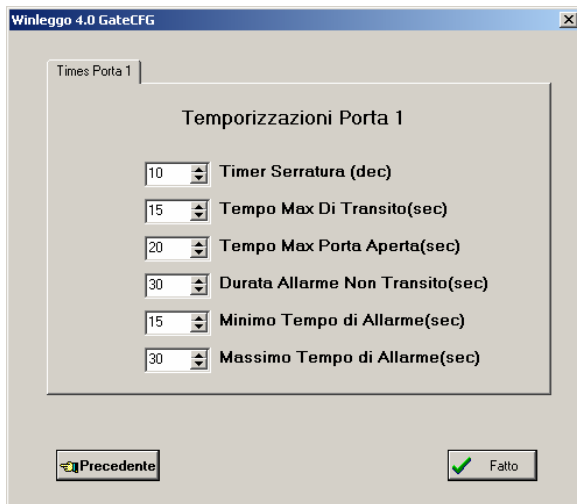 Winleggo 4.0 GateCFG
Times Porta 1
Temporizzazioni Porta 1
10 Timer Serratura (dec)
15 Tempo Max Di Transito(sec)
20 Tempo Max Porta Aperta(sec)
30 Durata Allarme Non Transito(sec)
15 Minimo Tempo di Allarme(sec)
30 Massimo Tempo di Allarme(sec)
Precedente Fatto